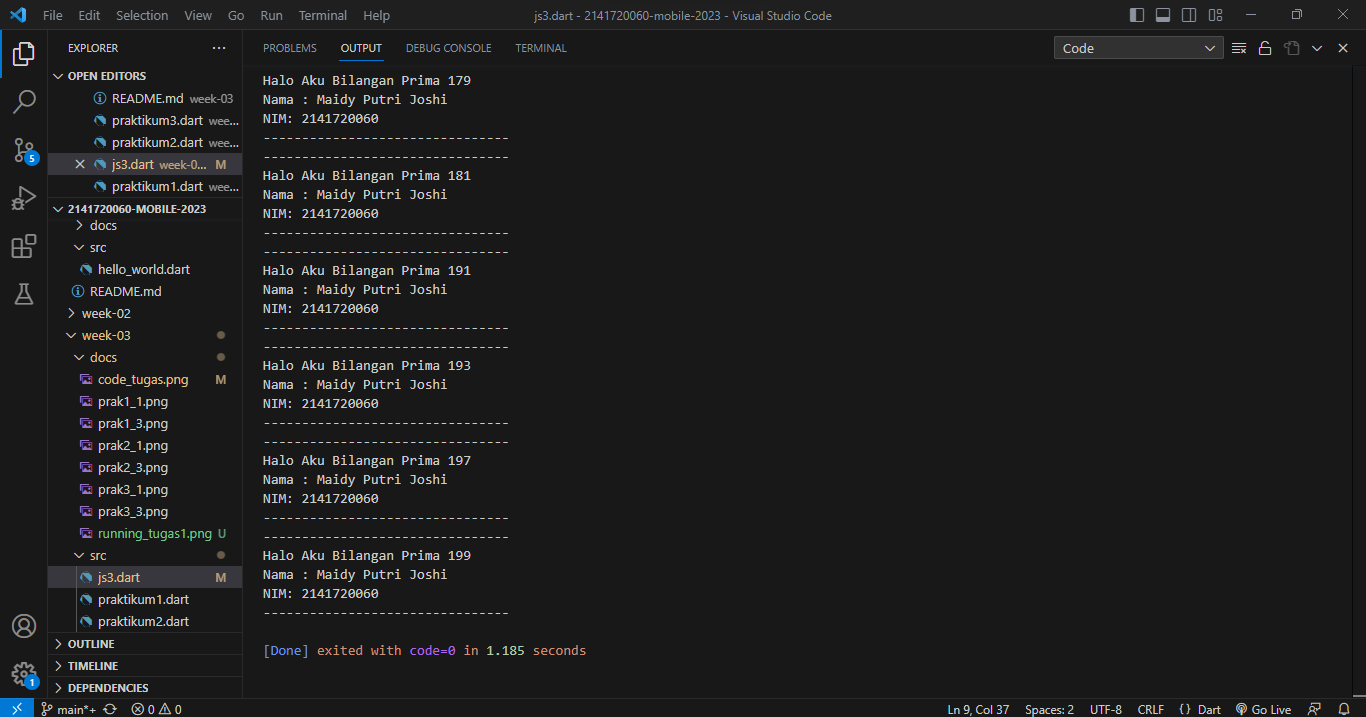 File Edit Selection View Go Run Terminal Help js3.dart - 2141720060-mobile-2023 - Visual Studio Code
EXPLORER
OPEN EDITORS
README.md week-03
praktikum3.dart wee...
praktikum2.dart wee...
js3.dart week-0... M
praktikum1.dart wee...
2141720060-MOBILE-2023
docs
src
hello_world.dart
README.md
week-02
week-03
docs
code_tugas.png M
prak1_1.png
prak1_3.png
prak2_1.png
prak2_3.png
prak3_1.png
prak3_3.png
running_tugas1.png U
src
js3.dart M
praktikum1.dart
praktikum2.dart
OUTLINE
TIMELINE
DEPENDENCIES
5
1
PROBLEMS OUTPUT DEBUG CONSOLE TERMINAL Code
Halo Aku Bilangan Prima 179
Nama : Maidy Putri Joshi
NIM: 2141720060
--------------------------------
--------------------------------
Halo Aku Bilangan Prima 181
Nama : Maidy Putri Joshi
NIM: 2141720060
--------------------------------
--------------------------------
Halo Aku Bilangan Prima 191
Nama : Maidy Putri Joshi
NIM: 2141720060
--------------------------------
--------------------------------
Halo Aku Bilangan Prima 193
Nama : Maidy Putri Joshi
NIM: 2141720060
--------------------------------
--------------------------------
Halo Aku Bilangan Prima 197
Nama : Maidy Putri Joshi
NIM: 2141720060
--------------------------------
--------------------------------
Halo Aku Bilangan Prima 199
Nama : Maidy Putri Joshi
NIM: 2141720060
--------------------------------
[Done] exited with code=0 in 1.185 seconds
main*+ 0 0 Ln 9, Col 37 Spaces: 2 UTF-8 CRLF {} Dart Go Live